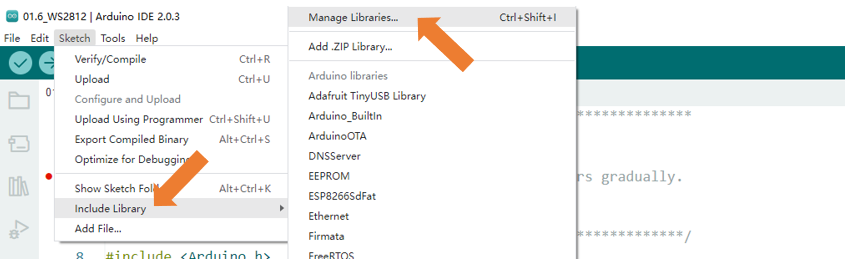 01.6_WS2812 | Arduino IDE 2.0.3
File Edit Sketch Tools Help
Verify/Compile Ctrl+R
Upload Ctrl+U
Configure and Upload
Upload Using Programmer Ctrl+Shift+U
Export Compiled Binary Alt+Ctrl+S
Optimize for Debugging
Show Sketch Fol Alt+Ctrl+K
Include Library
Add File...
Manage Libraries... Ctrl+Shift+I
Add .ZIP Library...
Arduino libraries
Adafruit TinyUSB Library
Arduino_BuiltIn
ArduinoOTA
DNSServer
EEPROM
ESP8266SdFat
Ethernet
Firmata
FreeRTOS
**************
rs gradually.
**************/
8 #include <Arduino.h>